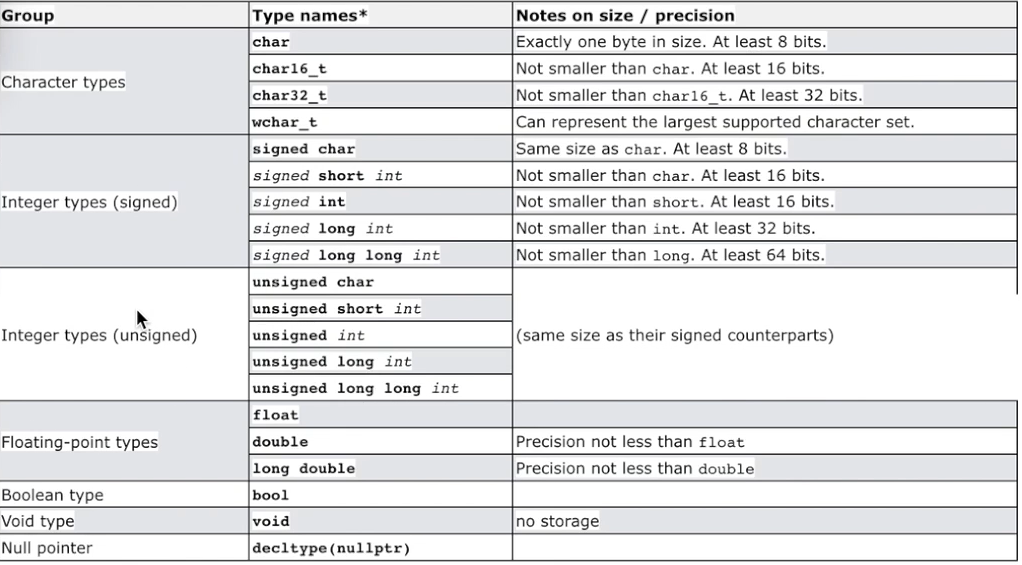 Group Type names* Notes on size / precision
Character types
char Exactly one byte in size. At least 8 bits.
char16_t Not smaller than char. At least 16 bits.
char32_t Not smaller than char16_t. At least 32 bits.
wchar_t Can represent the largest supported character set.
Integer types (signed)
signed char Same size as char. At least 8 bits.
signed short int Not smaller than char. At least 16 bits.
signed int Not smaller than short. At least 16 bits.
signed long int Not smaller than int. At least 32 bits.
signed long long int Not smaller than long. At least 64 bits.
Integer types (unsigned)
unsigned char
unsigned short int
unsigned int
unsigned long int
unsigned long long int
(same size as their signed counterparts)
Floating-point types
float
double Precision not less than float
long double Precision not less than double
Boolean type bool
Void type void no storage
Null pointer decltype(nullptr)